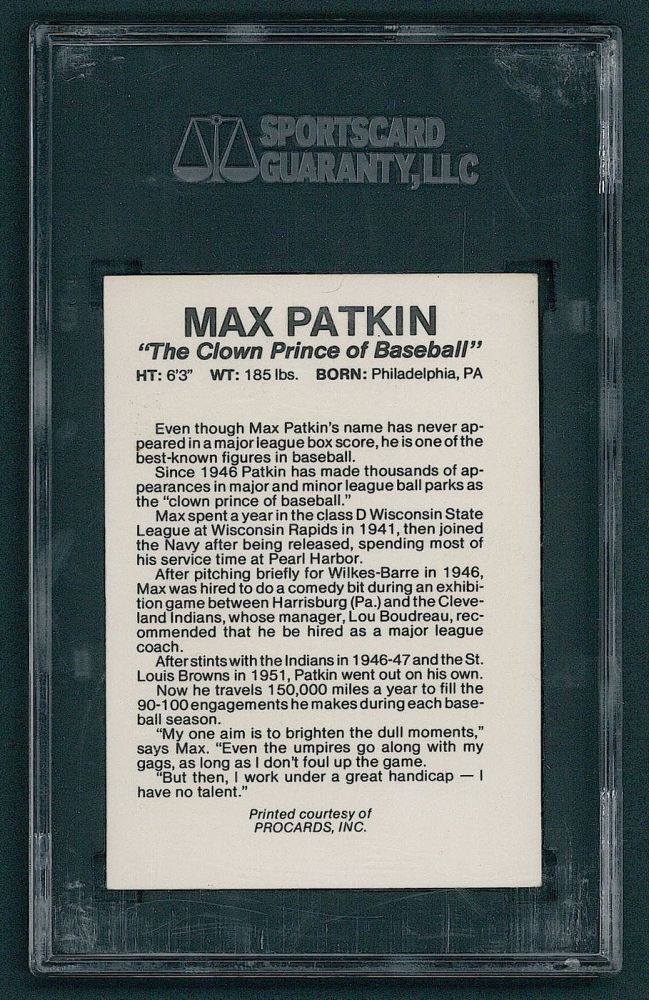 SPORTSCARD
GUARANTY, LLC
MAX PATKIN
“The Clown Prince of Baseball”
HT: 6'3" WT: 185 lbs. BORN: Philadelphia, PA
Even though Max Patkin's name has never ap-
peared in a major league box score, he is one of the
best-known figures in baseball.
Since 1946 Patkin has made thousands of ap-
pearances in major and minor league ball parks as
the “clown prince of baseball.”
Max spent a year in the class D Wisconsin State
League at Wisconsin Rapids in 1941, then joined
the Navy after being released, spending most of
his service time at Pearl Harbor.
After pitching briefly for Wilkes-Barre in 1946,
Max was hired to do a comedy bit during an exhibi-
tion game between Harrisburg (Pa.) and the Cleve-
land Indians, whose manager, Lou Boudreau, rec-
ommended that he be hired as a major league
coach.
After stints with the Indians in 1946-47 and the St.
Louis Browns in 1951, Patkin went out on his own.
Now he travels 150,000 miles a year to fill the
90-100 engagements he makes during each base-
ball season.
“My one aim is to brighten the dull moments,”
says Max. “Even the umpires go along with my
gags, as long as I don't foul up the game.
“But then, I work under a great handicap — I
have no talent.”
Printed courtesy of
PROCARDS, INC.